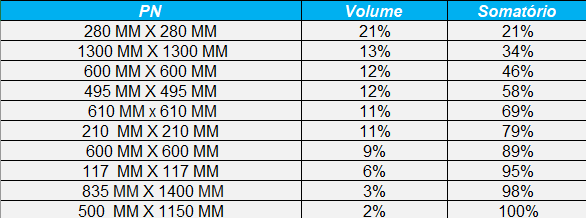 PN Volume Somatório
280 MM X 280 MM 21% 21%
1300 MM X 1300 MM 13% 34%
600 MM X 600 MM 12% 46%
495 MM X 495 MM 12% 58%
610 MM x 610 MM 11% 69%
210 MM X 210 MM 11% 79%
600 MM X 600 MM 9% 89%
117 MM X 117 MM 6% 95%
835 MM X 1400 MM 3% 98%
500 MM X 1150 MM 2% 100%